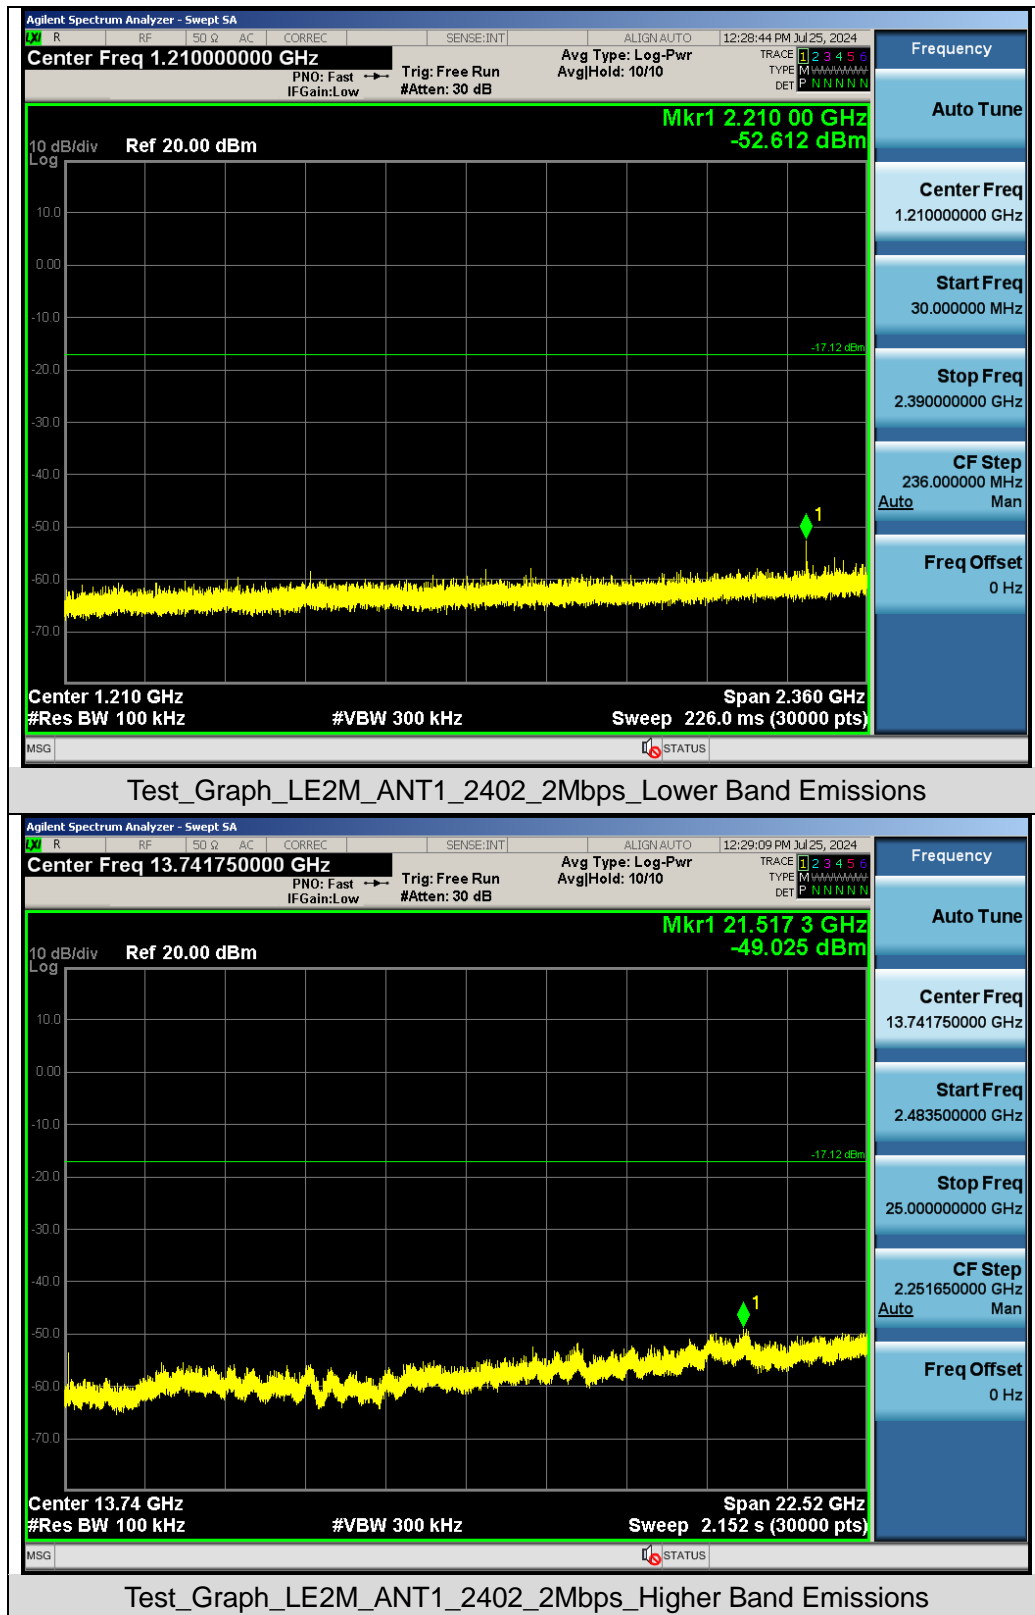 Agilent Spectrum Analyzer - Swept SA
LXI R RF 50 Ω AC CORREC SENSE:INT ALIGN AUTO 12:28:44 PM Jul 25, 2024
Center Freq 1.210000000 GHz
PNO: Fast
IFGain:Low
Trig: Free Run
#Atten: 30 dB
Avg Type: Log-Pwr
Avg|Hold: 10/10
TRACE 1 2 3 4 5 6
TYPE M
DET P N N N N N
Mkr1 2.210 00 GHz
-52.612 dBm
10 dB/div Ref 20.00 dBm
Log
10.0
0.00
-10.0
-17.12 dBm
-20.0
-30.0
-40.0
-50.0
1
-60.0
-70.0
Center 1.210 GHz Span 2.360 GHz
#Res BW 100 kHz #VBW 300 kHz Sweep 226.0 ms (30000 pts)
MSG STATUS
Frequency
Auto Tune
Center Freq
1.210000000 GHz
Start Freq
30.000000 MHz
Stop Freq
2.390000000 GHz
CF Step
236.000000 MHz
Auto Man
Freq Offset
0 Hz
Test_Graph_LE2M_ANT1_2402_2Mbps_Lower Band Emissions
Agilent Spectrum Analyzer - Swept SA
LXI R RF 50 Ω AC CORREC SENSE:INT ALIGN AUTO 12:29:09 PM Jul 25, 2024
Center Freq 13.741750000 GHz
PNO: Fast
IFGain:Low
Trig: Free Run
#Atten: 30 dB
Avg Type: Log-Pwr
Avg|Hold: 10/10
TRACE 1 2 3 4 5 6
TYPE M
DET P N N N N N
Mkr1 21.517 3 GHz
-49.025 dBm
10 dB/div Ref 20.00 dBm
Log
10.0
0.00
-10.0
-17.12 dBm
-20.0
-30.0
-40.0
1
-50.0
-60.0
-70.0
Center 13.74 GHz Span 22.52 GHz
#Res BW 100 kHz #VBW 300 kHz Sweep 2.152 s (30000 pts)
MSG STATUS
Frequency
Auto Tune
Center Freq
13.741750000 GHz
Start Freq
2.483500000 GHz
Stop Freq
25.000000000 GHz
CF Step
2.251650000 GHz
Auto Man
Freq Offset
0 Hz
Test_Graph_LE2M_ANT1_2402_2Mbps_Higher Band Emissions